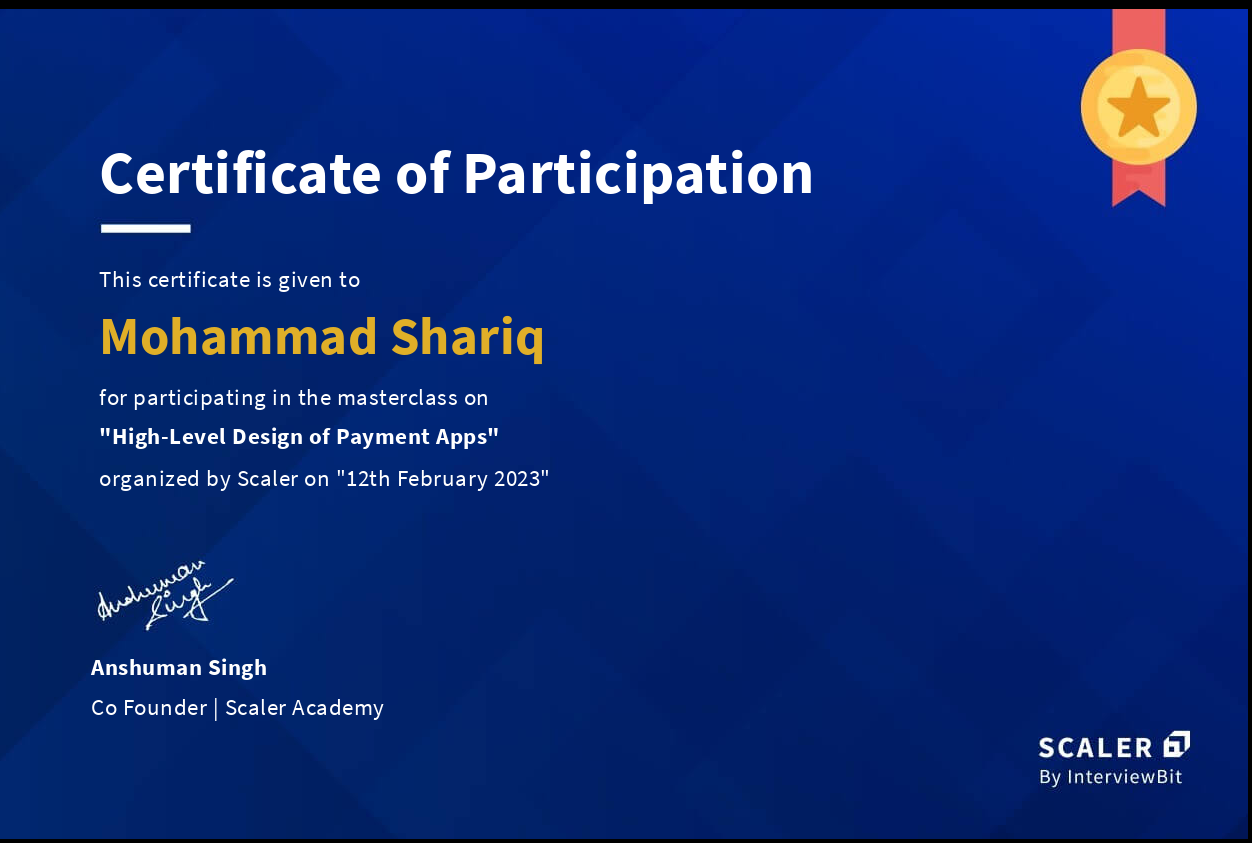 Certificate of Participation
This certificate is given to
Mohammad Shariq
for participating in the masterclass on
"High-Level Design of Payment Apps"
organized by Scaler on "12th February 2023"
Anshuman
Singh
Anshuman Singh
Co Founder | Scaler Academy
SCALER
By InterviewBit